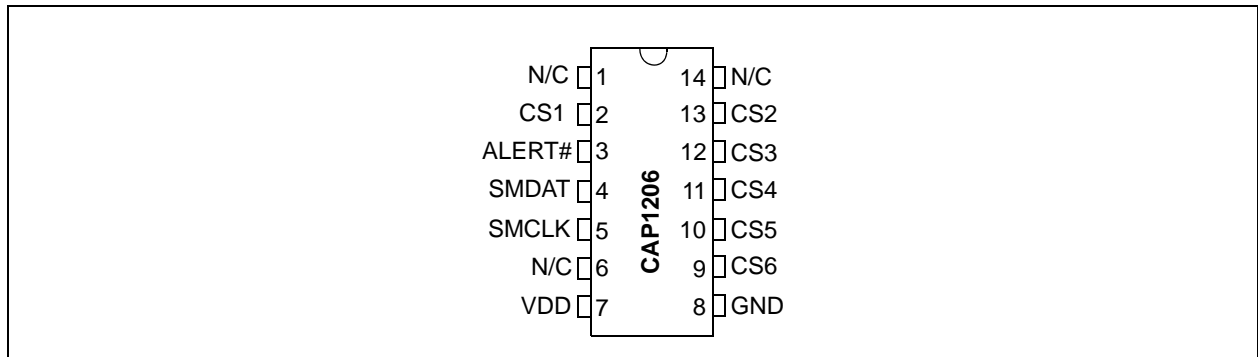 N/C 1 14 N/C
CS1 2 13 CS2
ALERT# 3 12 CS3
SMDAT 4 11 CS4
SMCLK 5 10 CS5
N/C 6 9 CS6
VDD 7 8 GND
CAP1206